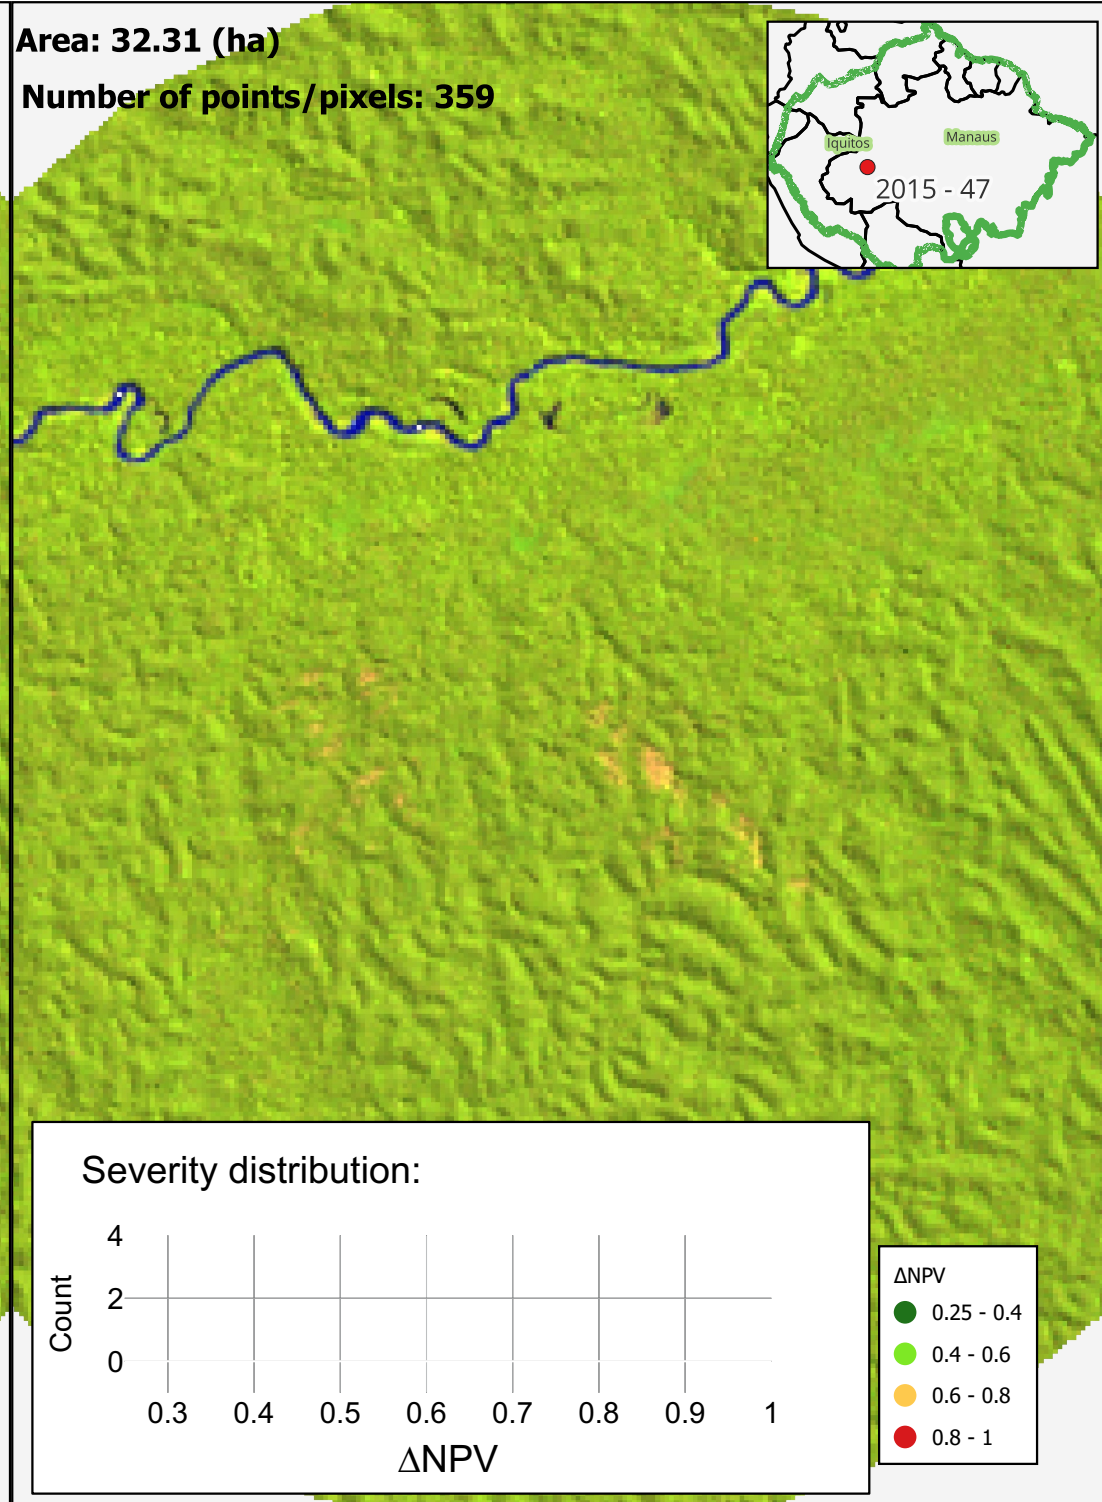 Area: 32.31 (ha)
Number of points/pixels: 359
Iquitos
Manaus
2015 - 47
Severity distribution:
Count
4
2
0
0.3 0.4 0.5 0.6 0.7 0.8 0.9 1
ΔNPV
ΔNPV
0.25 - 0.4
0.4 - 0.6
0.6 - 0.8
0.8 - 1